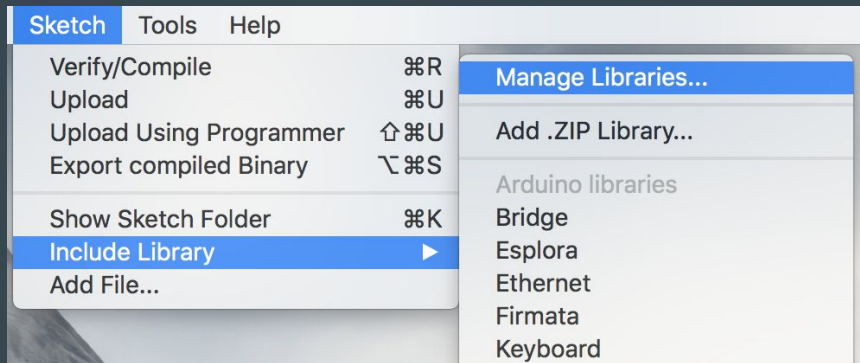 Sketch Tools Help
Verify/Compile ⌘R
Upload ⌘U
Upload Using Programmer ⇧⌘U
Export compiled Binary ⌥⌘S
Show Sketch Folder ⌘K
Include Library ▶
Add File...
Manage Libraries...
Add .ZIP Library...
Arduino libraries
Bridge
Esplora
Ethernet
Firmata
Keyboard